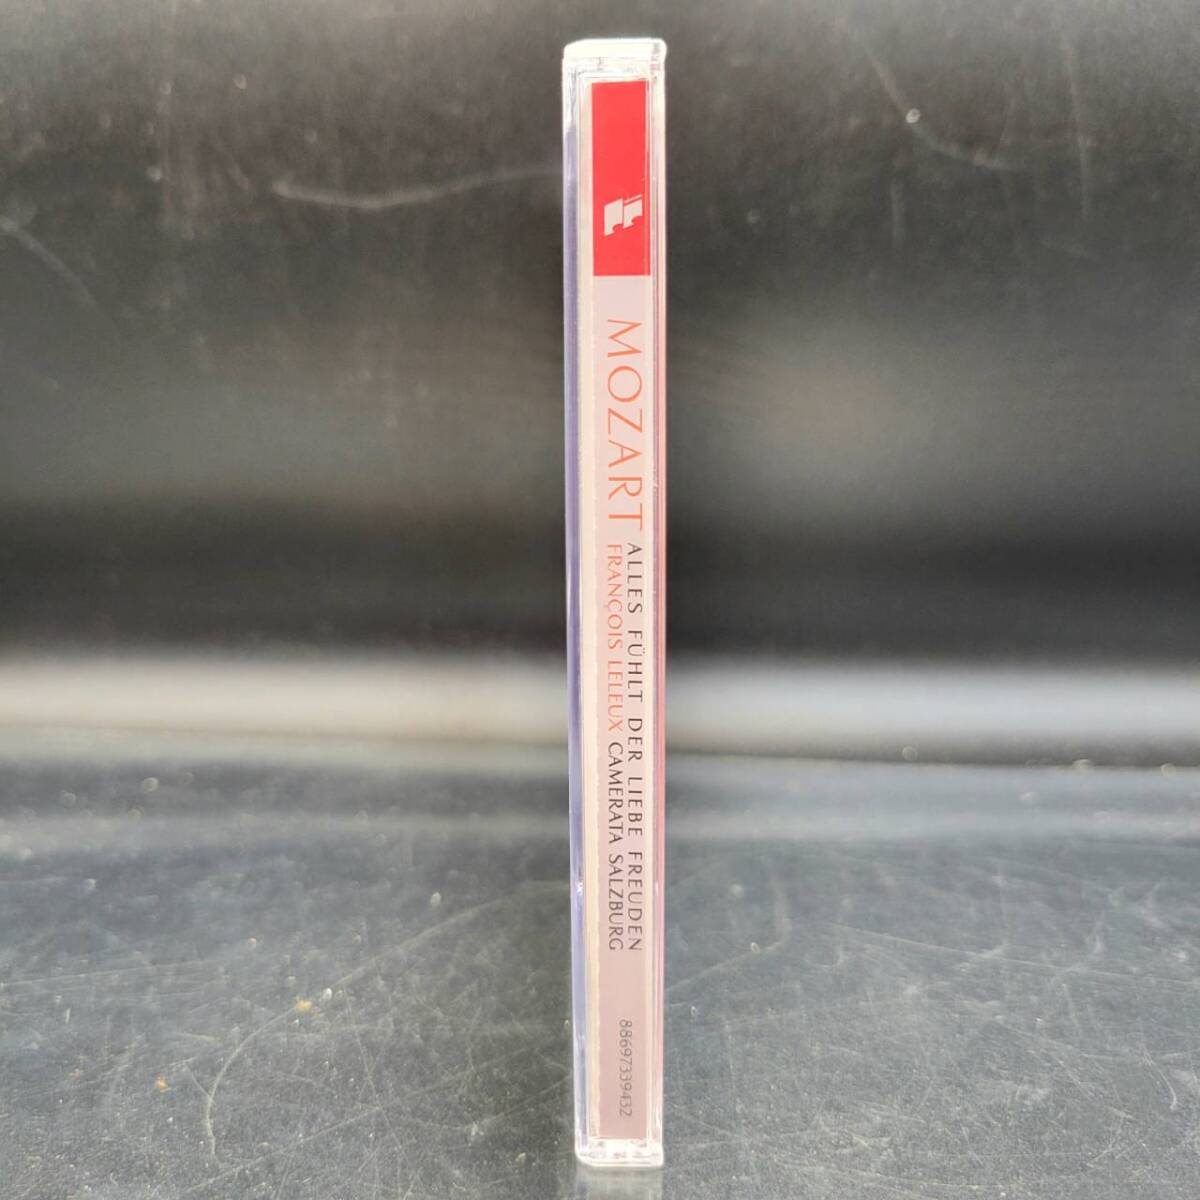 MOZART
ALLES FÜHLT DER LIEBE FREUDEN
FRANÇOIS LELEUX CAMERATA SALZBURG
88697339432